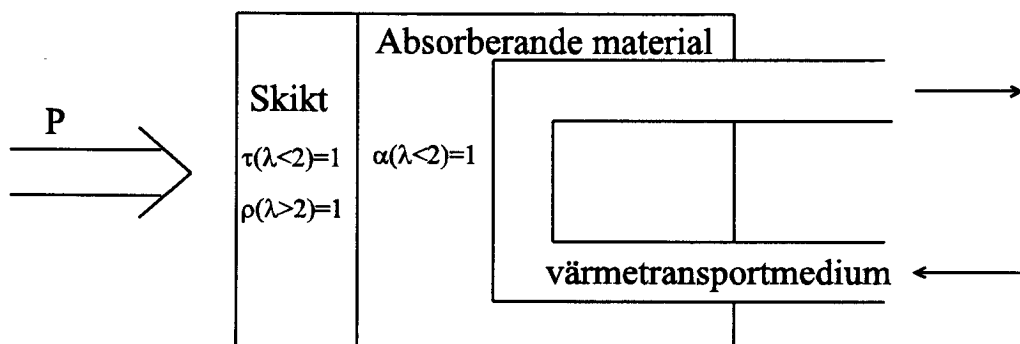 Absorberande material
Skikt
P
τ(λ<2)=1
α(λ<2)=1
ρ(λ>2)=1
värmetransportmedium